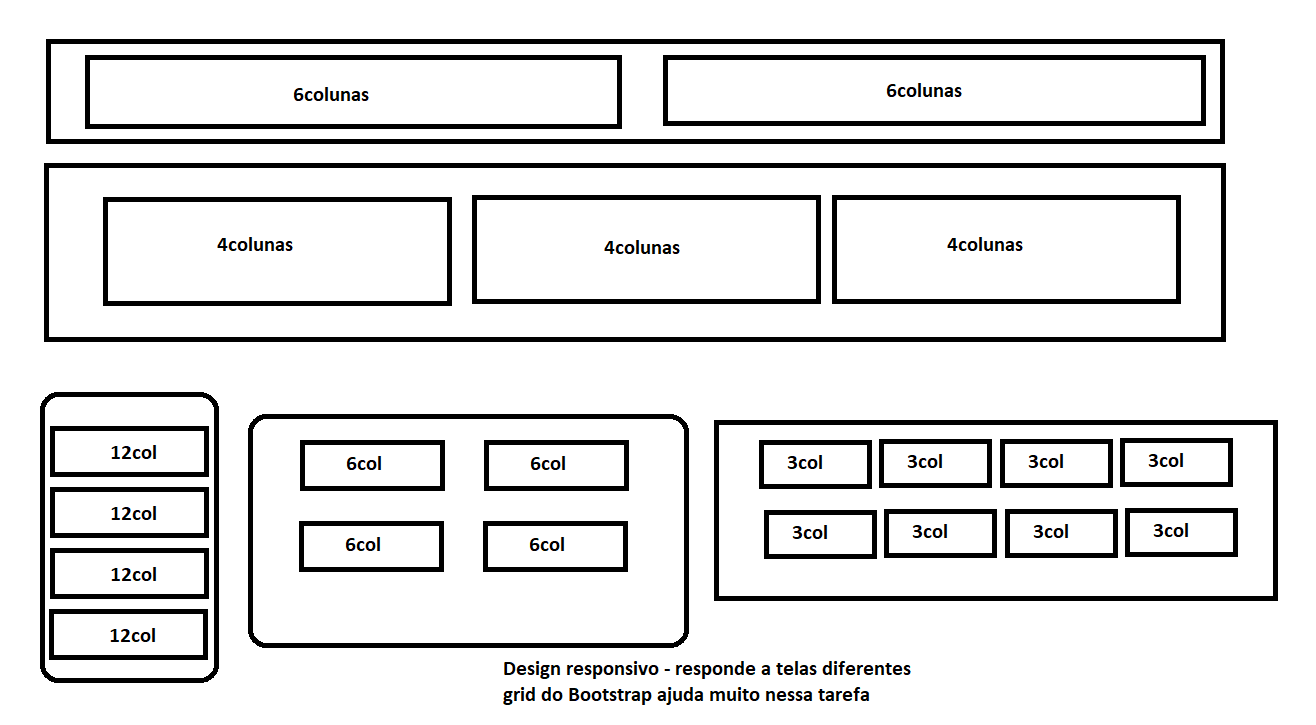 6colunas
6colunas
4colunas
4colunas
4colunas
12col
12col
12col
12col
6col
6col
6col
6col
3col
3col
3col
3col
3col
3col
3col
3col
Design responsivo - responde a telas diferentes
grid do Bootstrap ajuda muito nessa tarefa